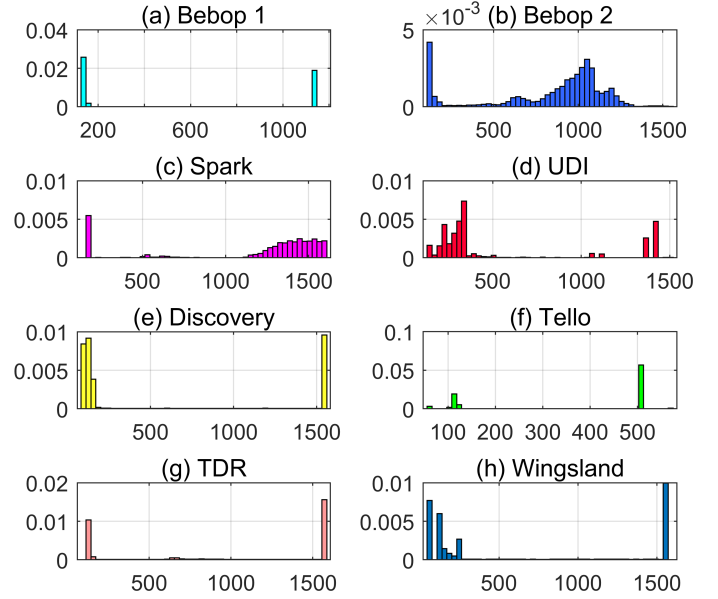 (a) Bebop 1
0.04
0.02
0
200 600 1000
×10⁻³ (b) Bebop 2
5
0
500 1000 1500
(c) Spark
0.01
0.005
0
500 1000 1500
(d) UDI
0.01
0.005
0
500 1000 1500
(e) Discovery
0.01
0.005
0
500 1000 1500
(f) Tello
0.1
0.05
0
100 200 300 400 500
(g) TDR
0.02
0.01
0
500 1000 1500
(h) Wingsland
0.01
0.005
0
500 1000 1500